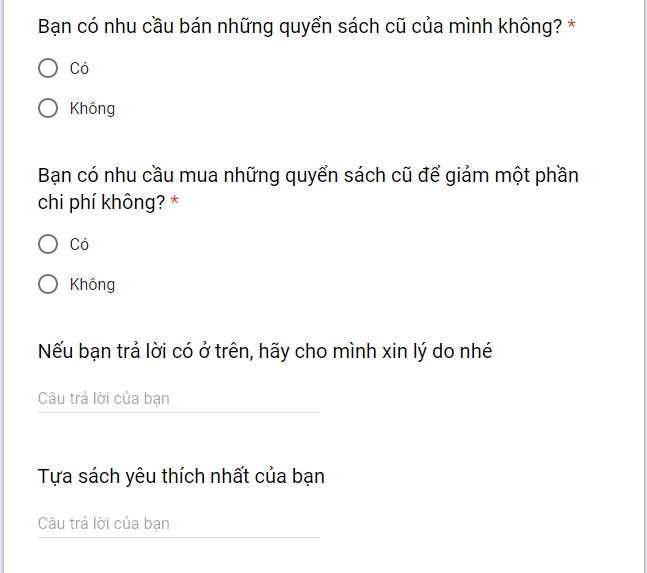 Bạn có nhu cầu bán những quyển sách cũ của mình không? *
Có
Không
Bạn có nhu cầu mua những quyển sách cũ để giảm một phần
chi phí không? *
Có
Không
Nếu bạn trả lời có ở trên, hãy cho mình xin lý do nhé
Câu trả lời của bạn
Tựa sách yêu thích nhất của bạn
Câu trả lời của bạn